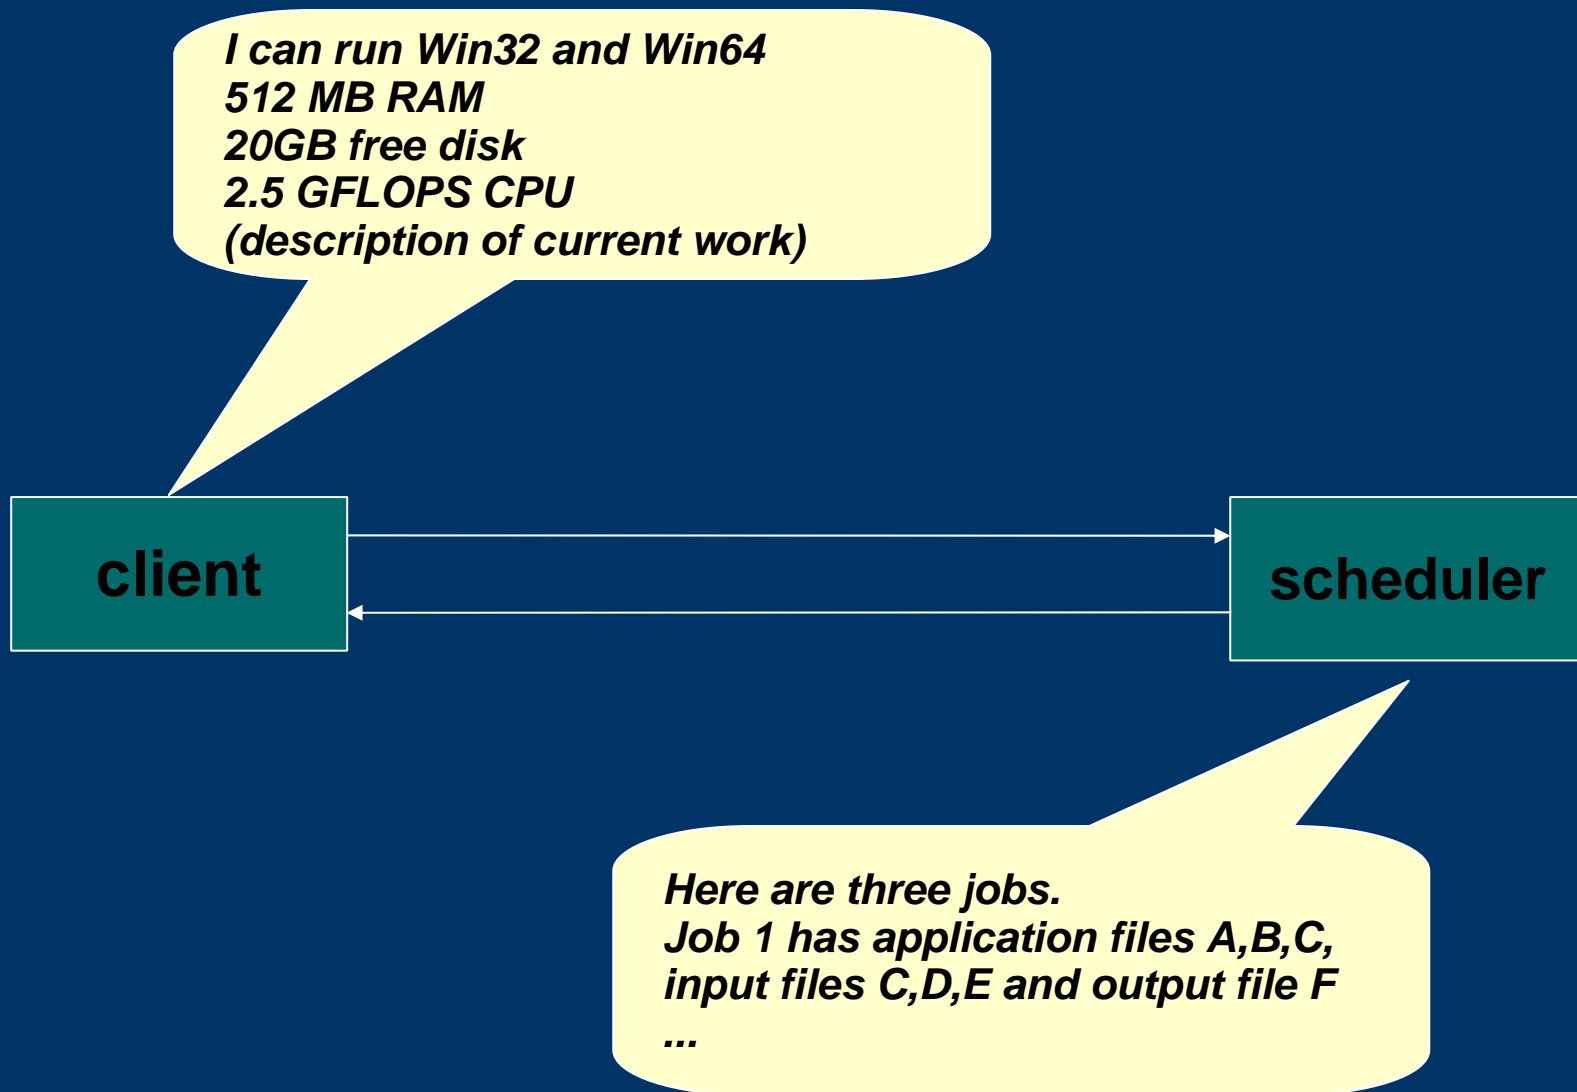 I can run Win32 and Win64
512 MB RAM
20GB free disk
2.5 GFLOPS CPU
(description of current work)
client
scheduler
Here are three jobs.
Job 1 has application files A,B,C,
input files C,D,E and output file F
...